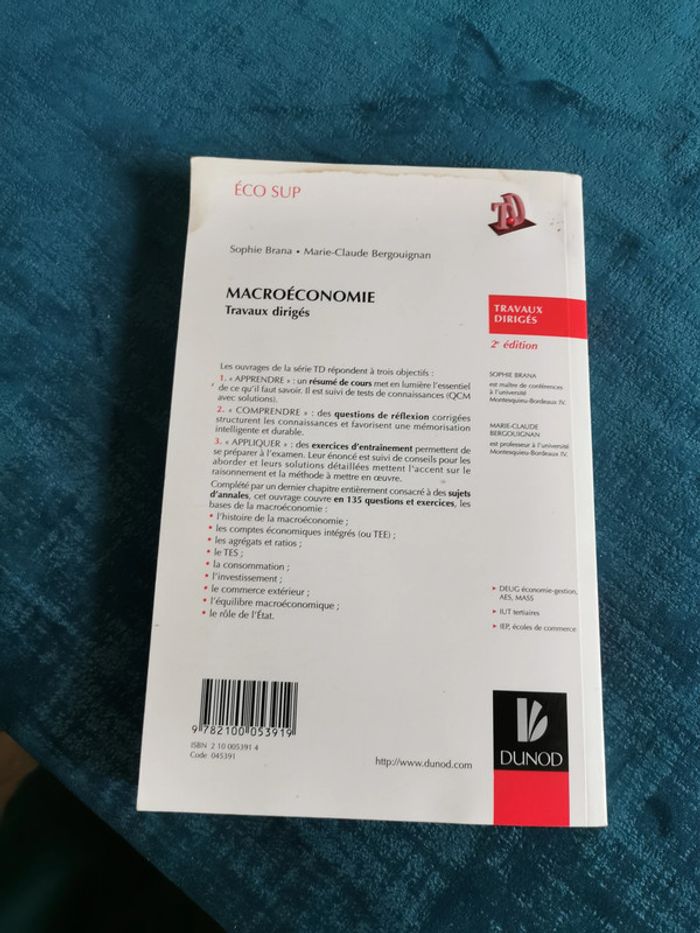 ÉCO SUP
TD
Sophie Brana • Marie-Claude Bergouignan
MACROÉCONOMIE
Travaux dirigés
TRAVAUX
DIRIGÉS
2e édition
Les ouvrages de la série TD répondent à trois objectifs :
1. « APPRENDRE » : un résumé de cours met en lumière l'essentiel
de ce qu'il faut savoir. Il est suivi de tests de connaissances (QCM
avec solutions).
2. « COMPRENDRE » : des questions de réflexion corrigées
structurent les connaissances et favorisent une mémorisation
intelligente et durable.
3. « APPLIQUER » : des exercices d'entraînement permettent de
se préparer à l'examen. Leur énoncé est suivi de conseils pour les
aborder et leurs solutions détaillées mettent l'accent sur le
raisonnement et la méthode à mettre en œuvre.
Complété par un dernier chapitre entièrement consacré à des sujets
d'annales, cet ouvrage couvre en 135 questions et exercices, les
bases de la macroéconomie :
• l'histoire de la macroéconomie ;
• les comptes économiques intégrés (ou TEE) ;
• les agrégats et ratios ;
• le TES ;
• la consommation ;
• l'investissement ;
• le commerce extérieur ;
• l'équilibre macroéconomique ;
• le rôle de l'État.
SOPHIE BRANA
est maître de conférences
à l'université
Montesquieu-Bordeaux IV.
MARIE-CLAUDE
BERGOUIGNAN
est professeur à l'université
Montesquieu-Bordeaux IV.
▸ DEUG économie-gestion,
AES, MASS
▸ IUT tertiaires
▸ IEP, écoles de commerce
9 782100 053919
ISBN 2 10 005391 4
Code 045391
http://www.dunod.com
DUNOD